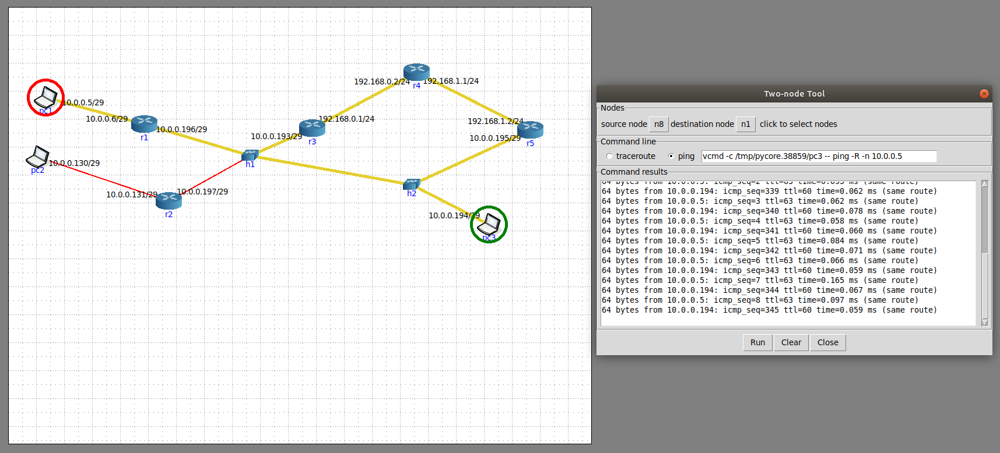 192.168.0.2/24
192.168.1.1/24
r4
10.0.0.5/29
pc1
10.0.0.6/29
192.168.0.1/24
192.168.1.2/24
10.0.0.196/29
r1
10.0.0.193/29
r3
10.0.0.195/29
r5
10.0.0.130/29
pc2
h1
10.0.0.131/29
10.0.0.197/29
h2
r2
10.0.0.194/29
pc3
Two-node Tool
Nodes
source node n8 destination node n1 click to select nodes
Command line
traceroute ping vcmd -c /tmp/pycore.38859/pc3 -- ping -R -n 10.0.0.5
Command results
64 bytes from 10.0.0.5: icmp_seq=2 ttl=63 time=0.093 ms (same route)
64 bytes from 10.0.0.194: icmp_seq=339 ttl=60 time=0.062 ms (same route)
64 bytes from 10.0.0.5: icmp_seq=3 ttl=63 time=0.062 ms (same route)
64 bytes from 10.0.0.194: icmp_seq=340 ttl=60 time=0.078 ms (same route)
64 bytes from 10.0.0.5: icmp_seq=4 ttl=63 time=0.058 ms (same route)
64 bytes from 10.0.0.194: icmp_seq=341 ttl=60 time=0.060 ms (same route)
64 bytes from 10.0.0.5: icmp_seq=5 ttl=63 time=0.084 ms (same route)
64 bytes from 10.0.0.194: icmp_seq=342 ttl=60 time=0.071 ms (same route)
64 bytes from 10.0.0.5: icmp_seq=6 ttl=63 time=0.066 ms (same route)
64 bytes from 10.0.0.194: icmp_seq=343 ttl=60 time=0.059 ms (same route)
64 bytes from 10.0.0.5: icmp_seq=7 ttl=63 time=0.165 ms (same route)
64 bytes from 10.0.0.194: icmp_seq=344 ttl=60 time=0.067 ms (same route)
64 bytes from 10.0.0.5: icmp_seq=8 ttl=63 time=0.097 ms (same route)
64 bytes from 10.0.0.194: icmp_seq=345 ttl=60 time=0.059 ms (same route)
Run
Clear
Close